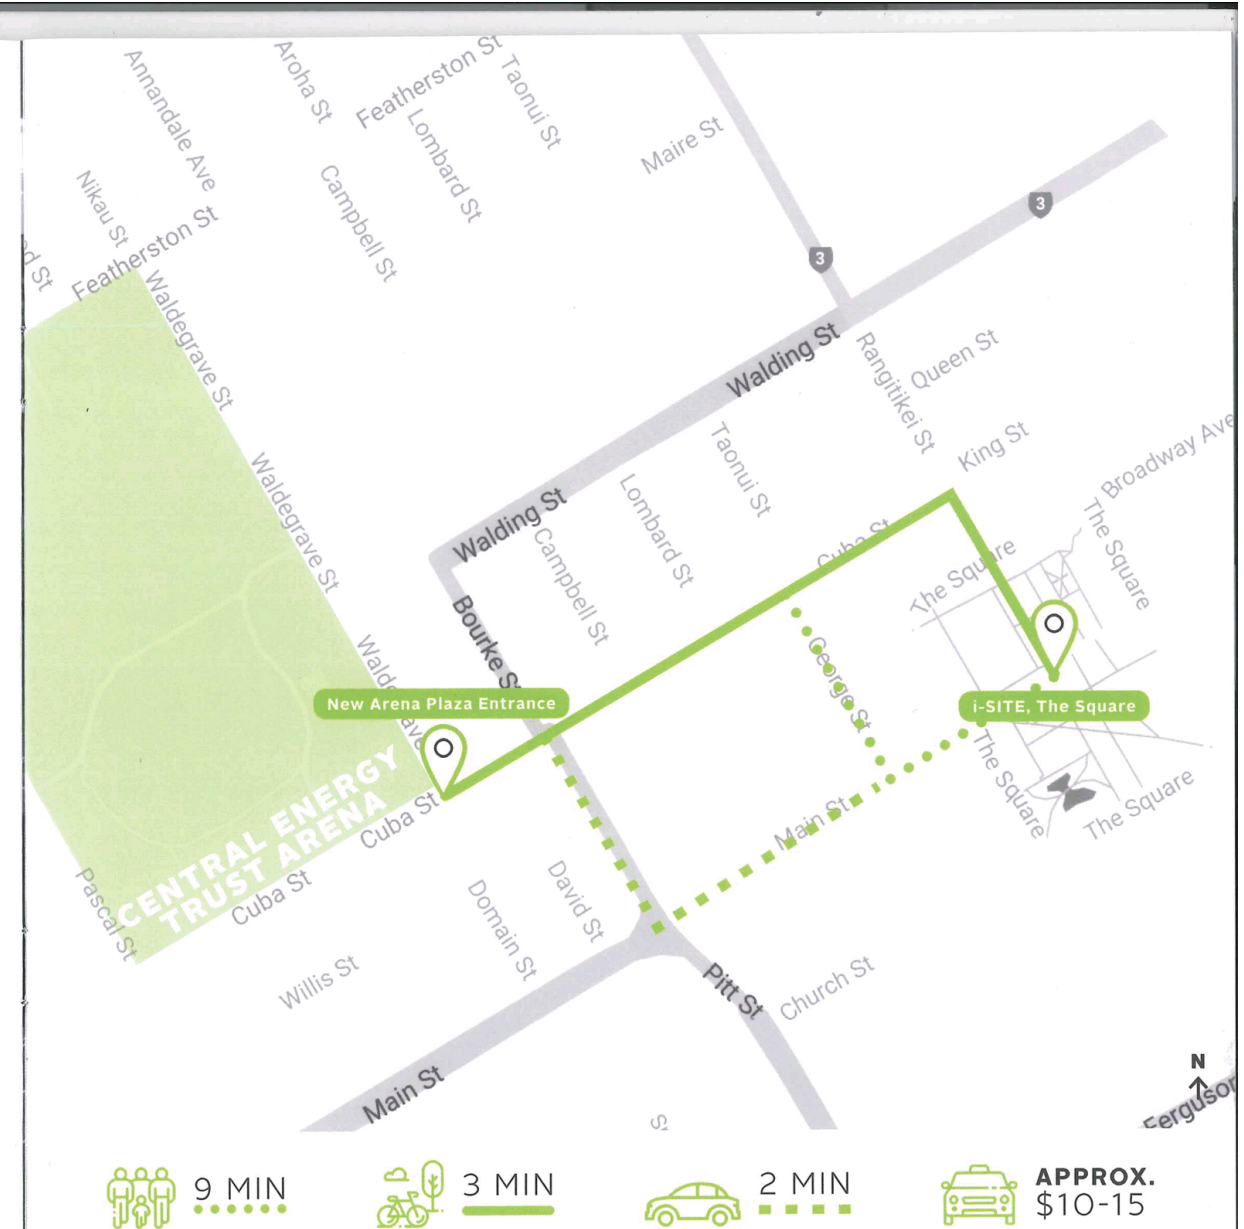 Annandale Ave
Aroha St
Featherston St
Taonui St
Lombard St
Maire St
Nikau St
Campbell St
Featherston St
d St
3
3
Waldegrave St
Walding St
Rangitikei St
Queen St
King St
Broadway Ave
Taonui St
Waldegrave St
Lombard St
Walding St
Campbell St
Cuba St
The Square
The Square
Bourke St
George St
New Arena Plaza Entrance
i-SITE, The Square
CENTRAL ENERGY
TRUST ARENA
Cuba St
Main St
The Square
The Square
Cuba St
Pascal St
David St
Domain St
Willis St
Pitt St
Church St
Main St
N
9 MIN
3 MIN
2 MIN
APPROX.
$10-15